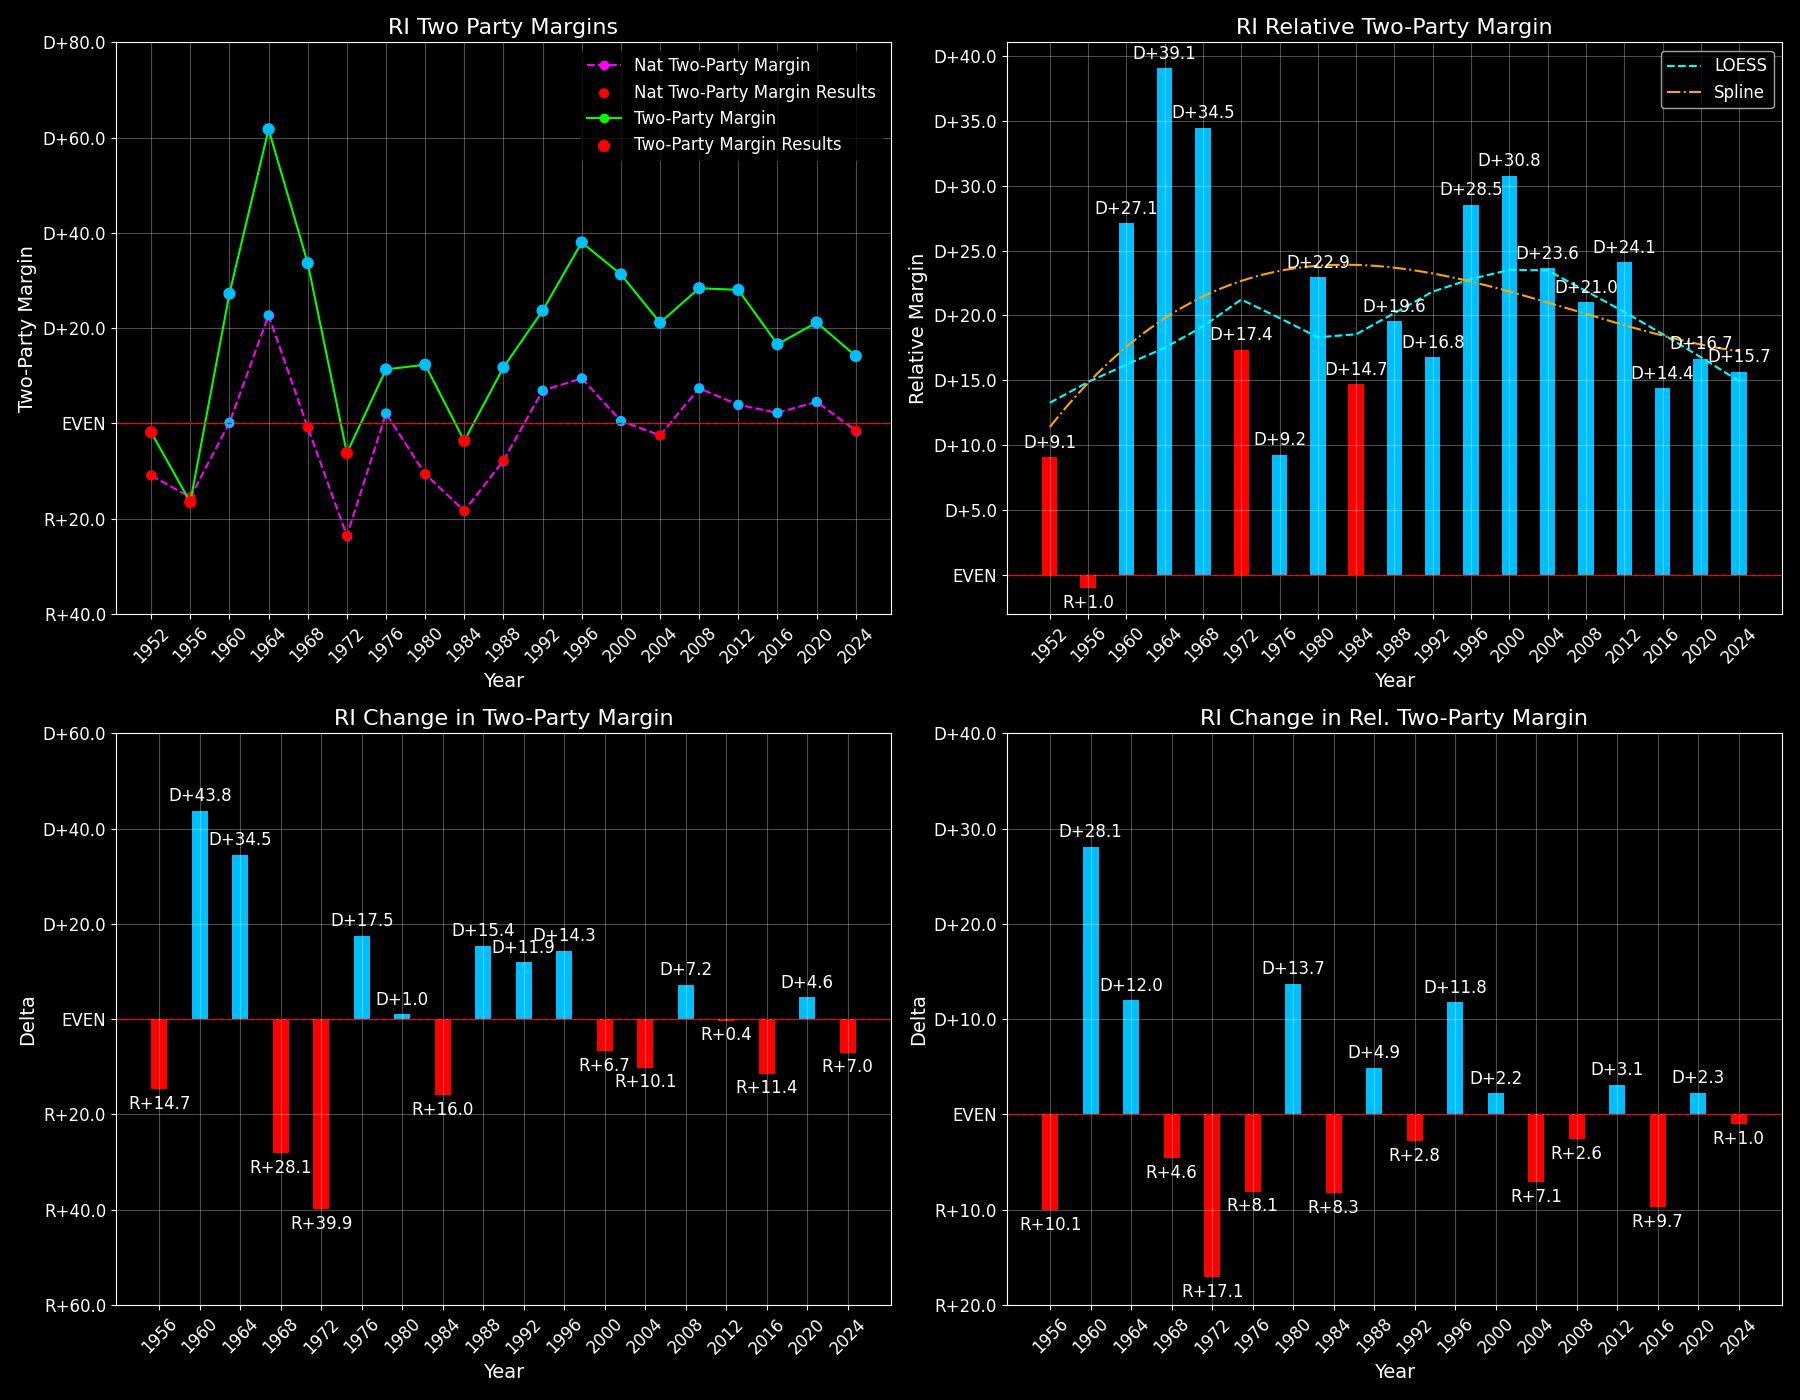 RI Two Party Margins
D+80.0
D+60.0
D+40.0
D+20.0
EVEN
R+20.0
R+40.0
Two-Party Margin
Nat Two-Party Margin
Nat Two-Party Margin Results
Two-Party Margin
Two-Party Margin Results
1952
1956
1960
1964
1968
1972
1976
1980
1984
1988
1992
1996
2000
2004
2008
2012
2016
2020
2024
Year
RI Relative Two-Party Margin
D+40.0
D+35.0
D+30.0
D+25.0
D+20.0
D+15.0
D+10.0
D+5.0
EVEN
Relative Margin
LOESS
Spline
D+9.1
R+1.0
D+27.1
D+39.1
D+34.5
D+17.4
D+9.2
D+22.9
D+14.7
D+19.6
D+16.8
D+28.5
D+30.8
D+23.6
D+21.0
D+24.1
D+14.4
D+16.7
D+15.7
1952
1956
1960
1964
1968
1972
1976
1980
1984
1988
1992
1996
2000
2004
2008
2012
2016
2020
2024
Year
RI Change in Two-Party Margin
D+60.0
D+40.0
D+20.0
EVEN
R+20.0
R+40.0
R+60.0
Delta
R+14.7
D+43.8
D+34.5
R+28.1
R+39.9
D+17.5
D+1.0
R+16.0
D+15.4
D+11.9
D+14.3
R+6.7
R+10.1
D+7.2
R+0.4
R+11.4
D+4.6
R+7.0
1956
1960
1964
1968
1972
1976
1980
1984
1988
1992
1996
2000
2004
2008
2012
2016
2020
2024
Year
RI Change in Rel. Two-Party Margin
D+40.0
D+30.0
D+20.0
D+10.0
EVEN
R+10.0
R+20.0
Delta
R+10.1
D+28.1
D+12.0
R+4.6
R+17.1
R+8.1
D+13.7
R+8.3
D+4.9
R+2.8
D+11.8
D+2.2
R+7.1
R+2.6
D+3.1
R+9.7
D+2.3
R+1.0
1956
1960
1964
1968
1972
1976
1980
1984
1988
1992
1996
2000
2004
2008
2012
2016
2020
2024
Year